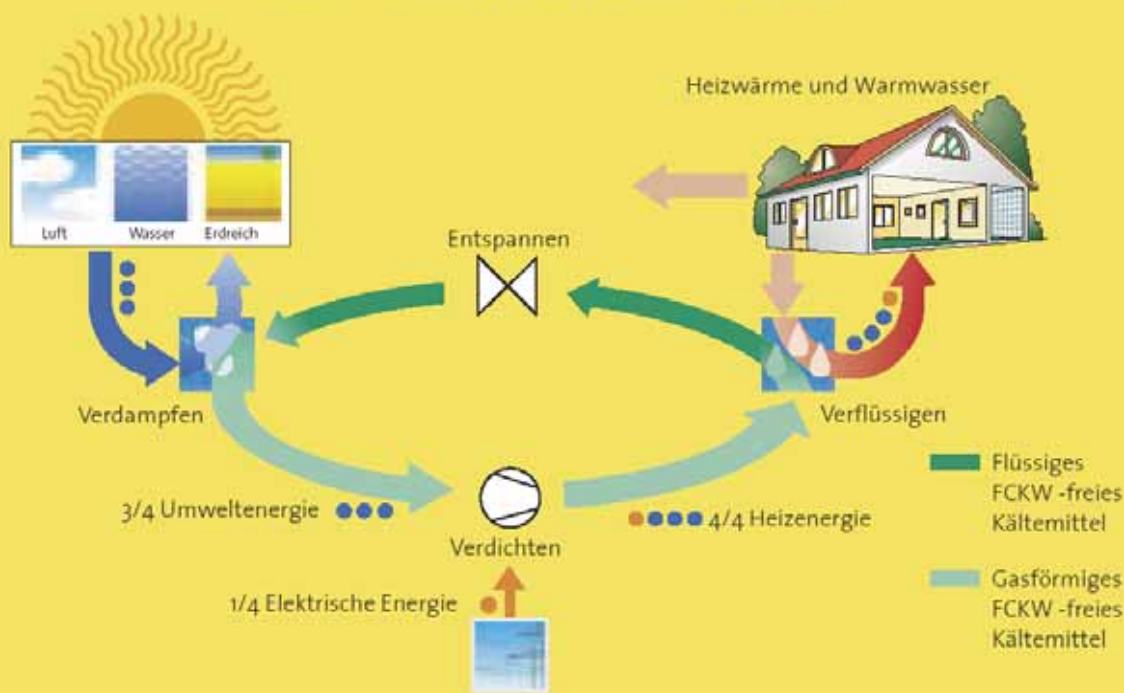 Heizwärme und Warmwasser
Luft
Wasser
Erdreich
Entspannen
Verdampfen
Verflüssigen
3/4 Umweltenergie
Verdichten
4/4 Heizenergie
1/4 Elektrische Energie
Flüssiges
FCKW -freies
Kältemittel
Gasförmiges
FCKW -freies
Kältemittel